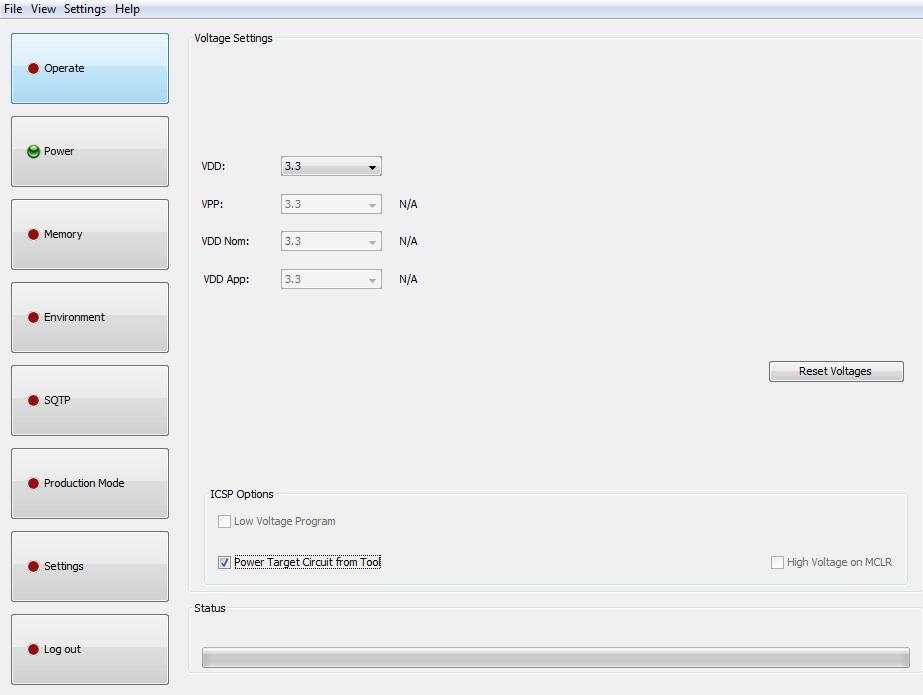 File View Settings Help
Operate
Power
Memory
Environment
SQTP
Production Mode
Settings
Log out
Voltage Settings
VDD: 3.3
VPP: 3.3 N/A
VDD Nom: 3.3 N/A
VDD App: 3.3 N/A
Reset Voltages
ICSP Options
Low Voltage Program
Power Target Circuit from Tool
High Voltage on MCLR
Status